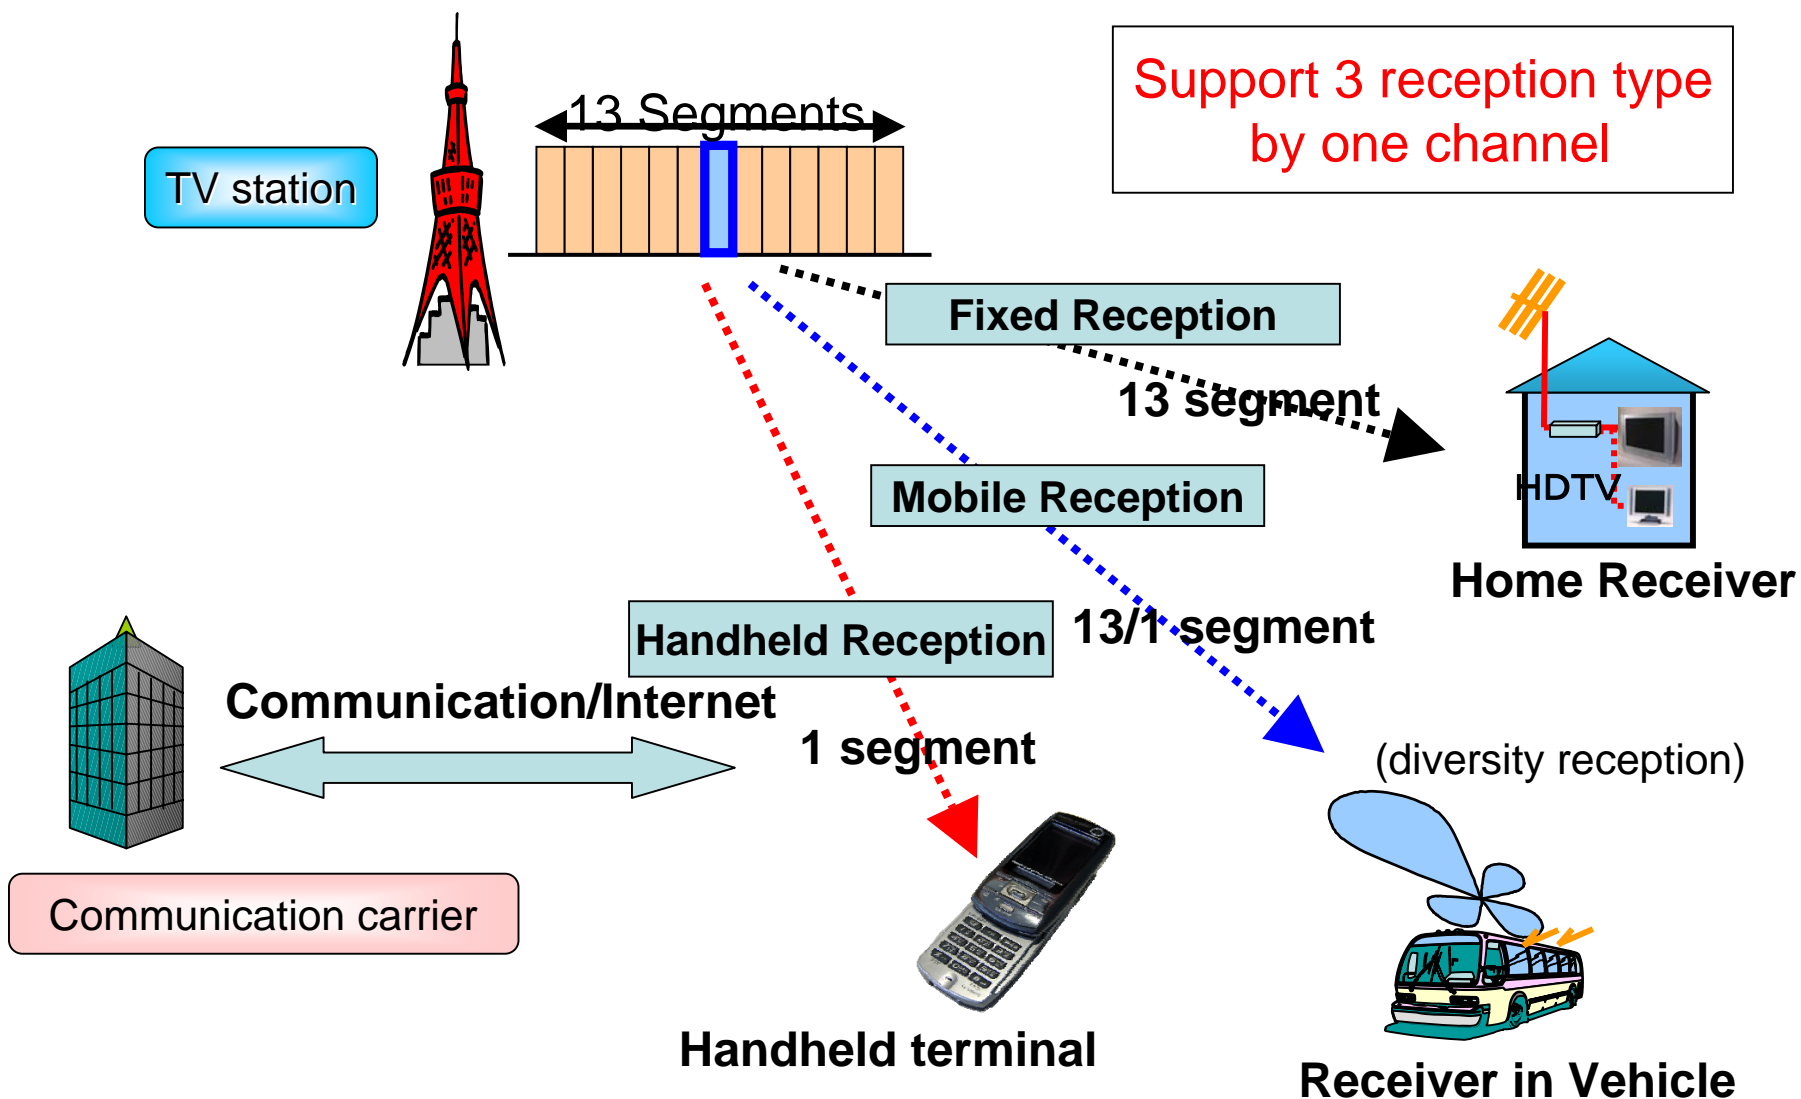 Support 3 reception type
by one channel
13 Segments
TV station
Fixed Reception
13 segment
Mobile Reception
HDTV
Home Receiver
Handheld Reception
13/1 segment
Communication/Internet
1 segment
(diversity reception)
Communication carrier
Handheld terminal
Receiver in Vehicle